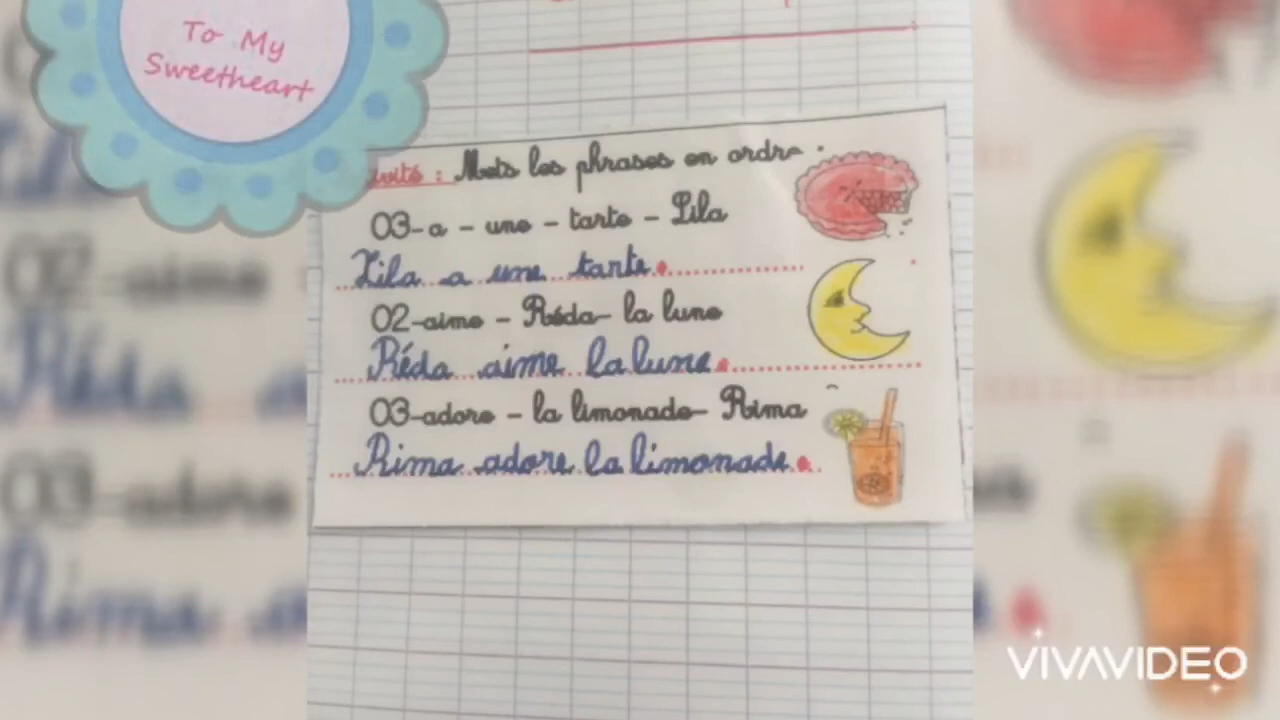 To My
Sweetheart
ivité : Mets les phrases en ordre.
03-a - une - tarte - Lila
Lila a une tarte.
02-aime - Réda- la lune
Réda aime la lune.
03-adore - la limonade- Rima
Rima adore la limonade.
VIVAVIDEO